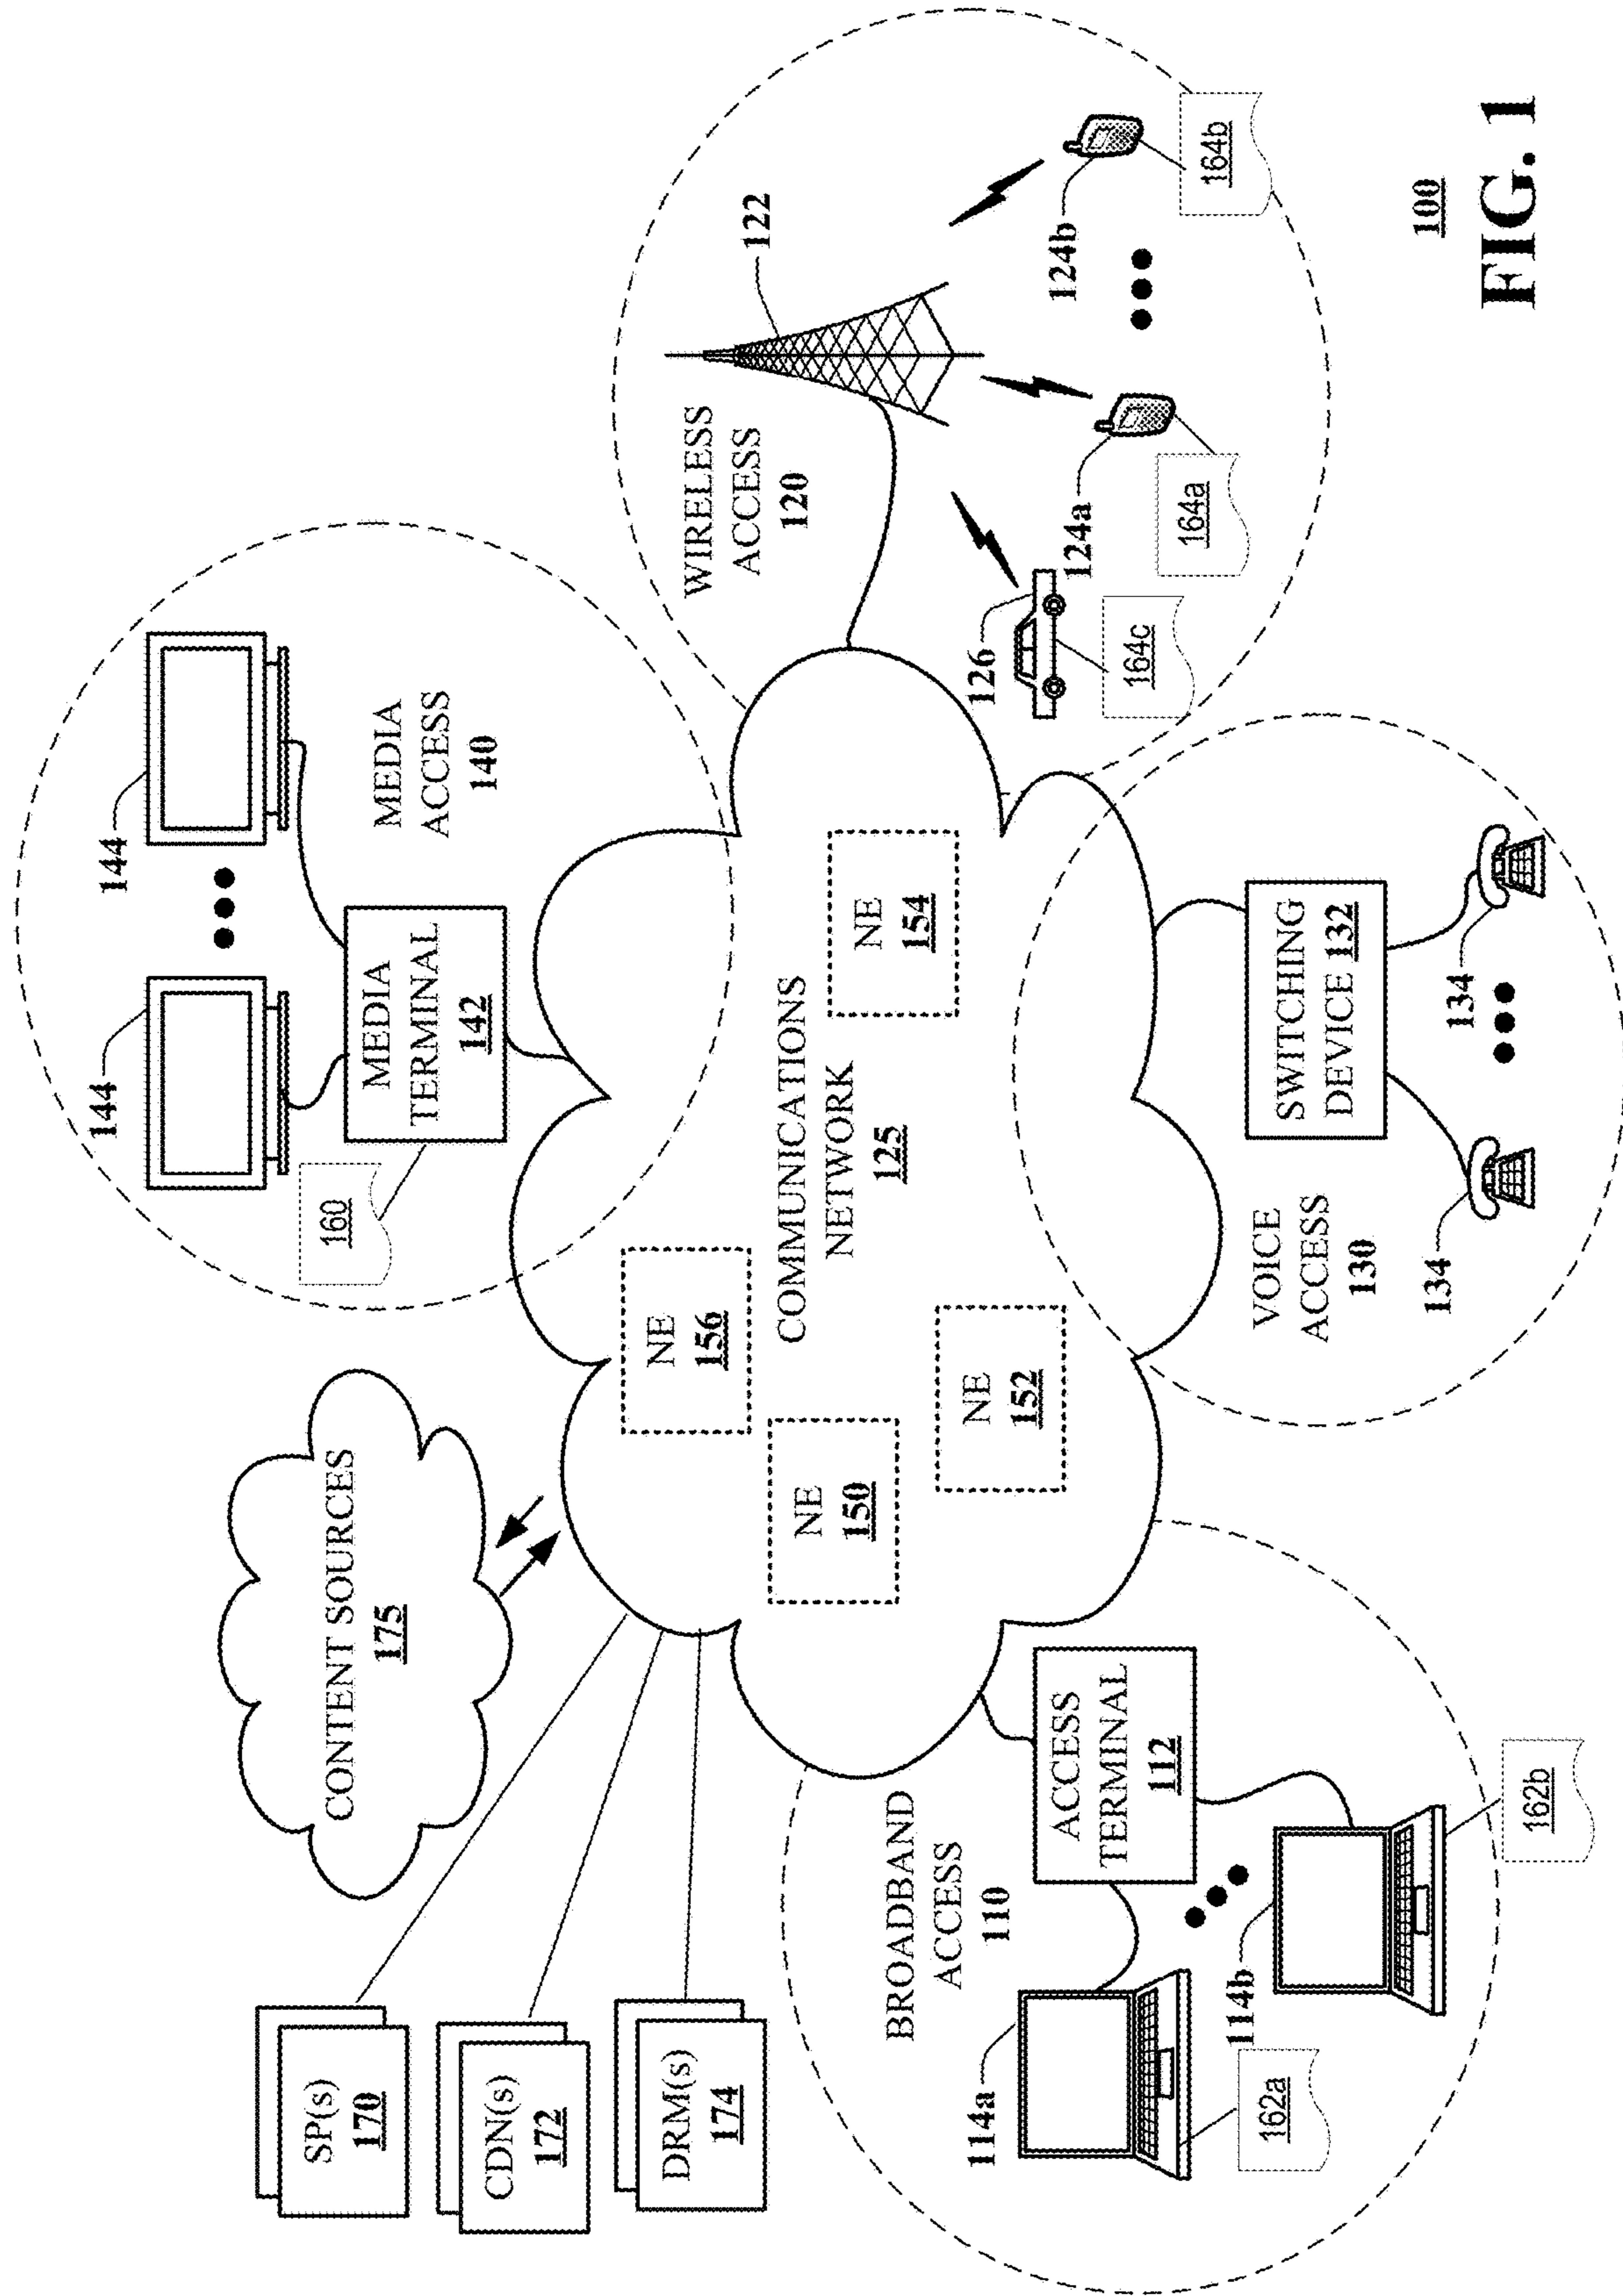 SP(s)
170
CDN(s)
172
DRM(s)
174
CONTENT SOURCES
175
144
144
160
MEDIA
TERMINAL
142
MEDIA
ACCESS
140
BROADBAND
ACCESS
110
114a
162a
114b
162b
ACCESS
TERMINAL
112
NE
150
NE
156
NE
152
COMMUNICATIONS
NETWORK
125
NE
154
WIRELESS
ACCESS
120
122
126
164c
124a
164a
124b
164b
VOICE
ACCESS
130
134
SWITCHING
DEVICE 132
134
100
FIG. 1